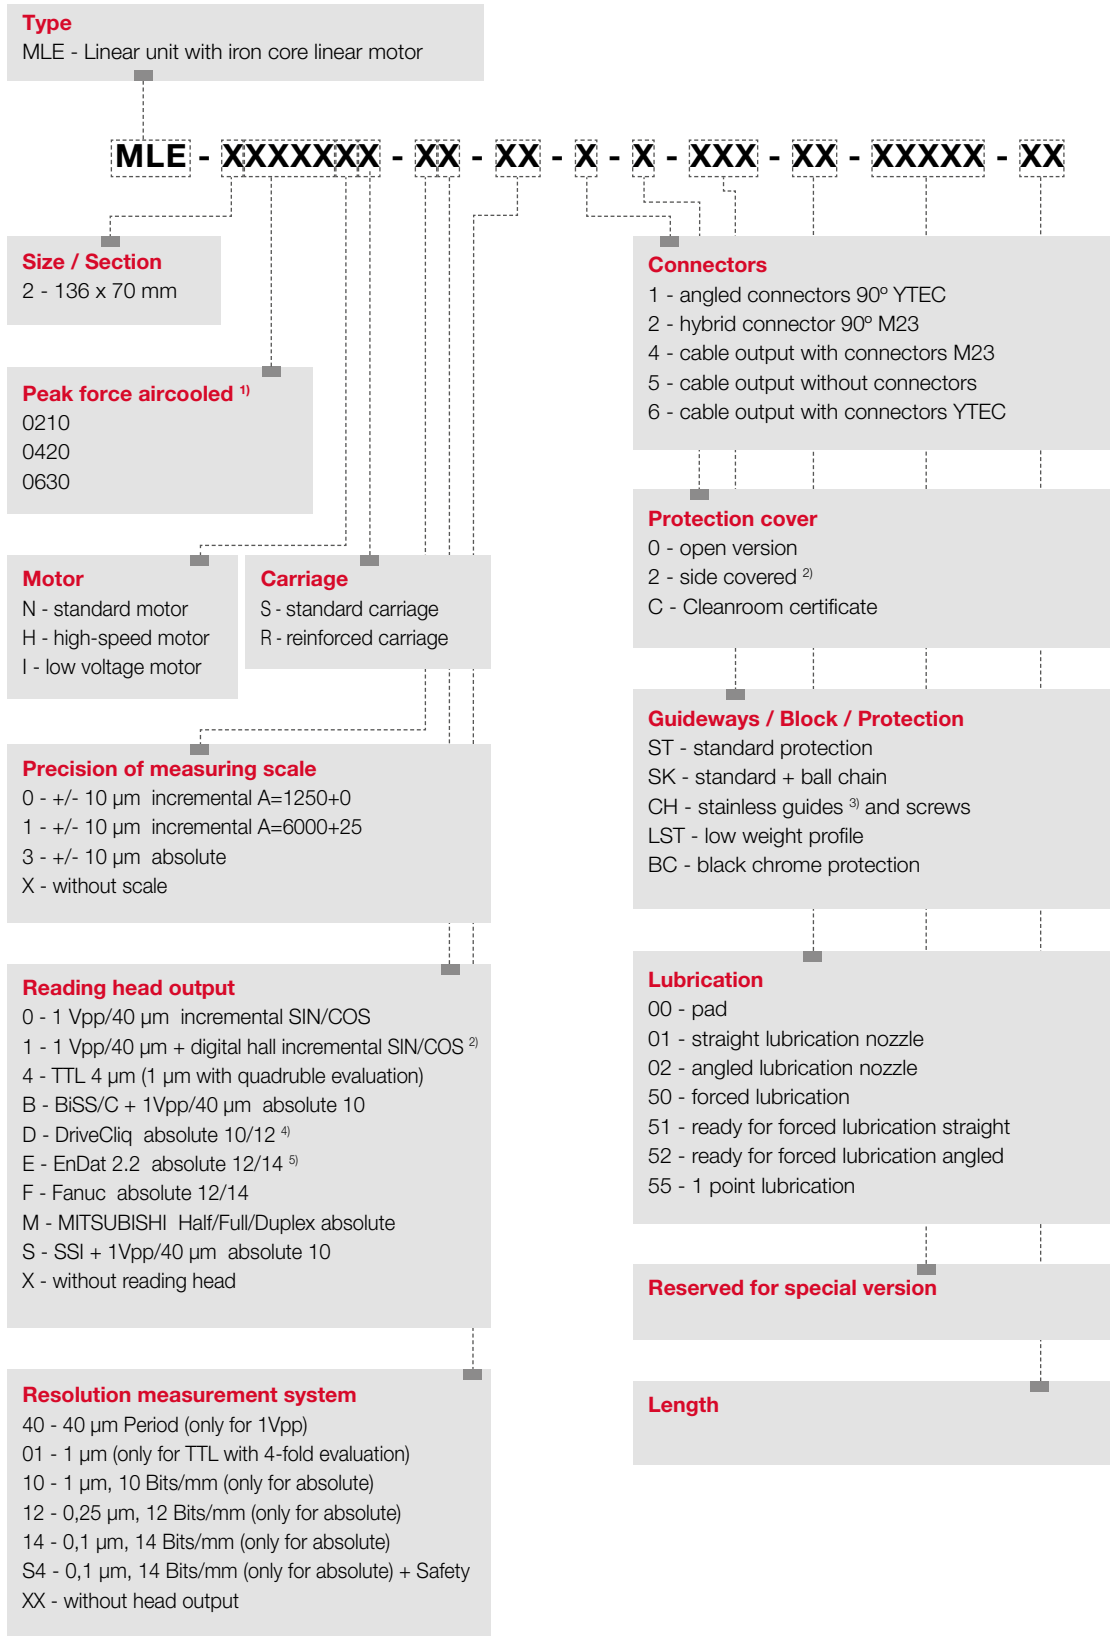 Type
MLE - Linear unit with iron core linear motor
MLE - XXXXXXX - XX - XX - X - X - XXX - XX - XXXXX - XX
Size / Section
2 - 136 x 70 mm
Peak force aircooled 1)
0210
0420
0630
Motor
N - standard motor
H - high-speed motor
I - low voltage motor
Carriage
S - standard carriage
R - reinforced carriage
Precision of measuring scale
0 - +/- 10 µm incremental A=1250+0
1 - +/- 10 µm incremental A=6000+25
3 - +/- 10 µm absolute
X - without scale
Reading head output
0 - 1 Vpp/40 µm incremental SIN/COS
1 - 1 Vpp/40 µm + digital hall incremental SIN/COS 2)
4 - TTL 4 µm (1 µm with quadruble evaluation)
B - BiSS/C + 1Vpp/40 µm absolute 10
D - DriveCliq absolute 10/12 4)
E - EnDat 2.2 absolute 12/14 5)
F - Fanuc absolute 12/14
M - MITSUBISHI Half/Full/Duplex absolute
S - SSI + 1Vpp/40 µm absolute 10
X - without reading head
Resolution measurement system
40 - 40 µm Period (only for 1Vpp)
01 - 1 µm (only for TTL with 4-fold evaluation)
10 - 1 µm, 10 Bits/mm (only for absolute)
12 - 0,25 µm, 12 Bits/mm (only for absolute)
14 - 0,1 µm, 14 Bits/mm (only for absolute)
S4 - 0,1 µm, 14 Bits/mm (only for absolute) + Safety
XX - without head output
Connectors
1 - angled connectors 90º YTEC
2 - hybrid connector 90º M23
4 - cable output with connectors M23
5 - cable output without connectors
6 - cable output with connectors YTEC
Protection cover
0 - open version
2 - side covered 2)
C - Cleanroom certificate
Guideways / Block / Protection
ST - standard protection
SK - standard + ball chain
CH - stainless guides 3) and screws
LST - low weight profile
BC - black chrome protection
Lubrication
00 - pad
01 - straight lubrication nozzle
02 - angled lubrication nozzle
50 - forced lubrication
51 - ready for forced lubrication straight
52 - ready for forced lubrication angled
55 - 1 point lubrication
Reserved for special version
Length